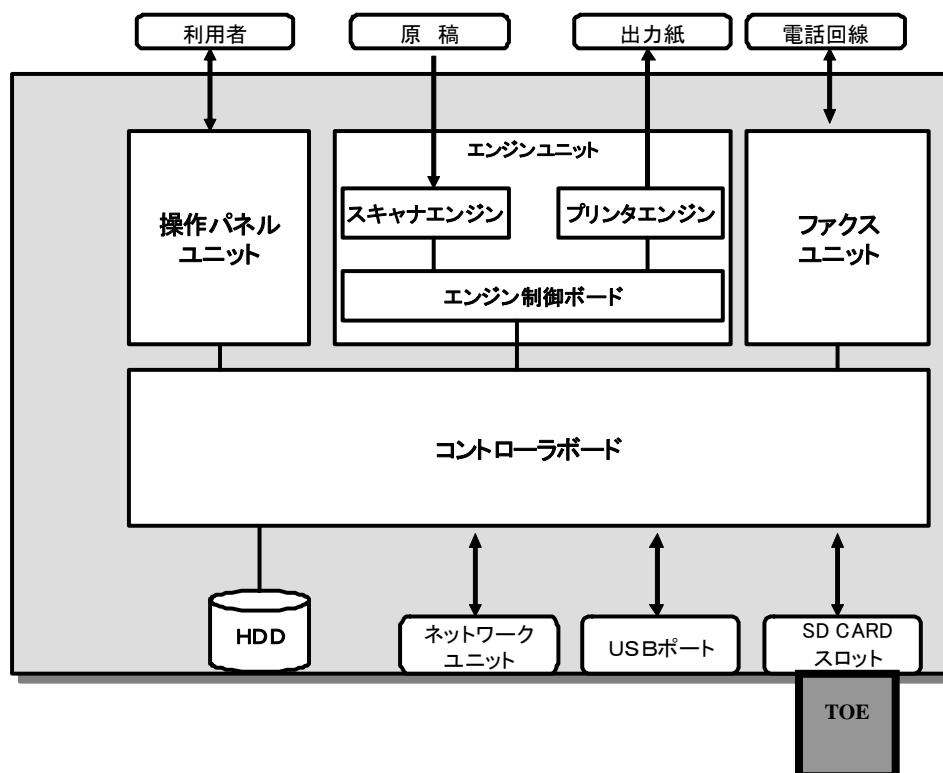 利用者
原 稿
出力紙
電話回線
エンジンユニット
操作パネル
ユニット
スキャナエンジン
プリンタエンジン
ファクス
ユニット
エンジン制御ボード
コントローラボード
HDD
ネットワーク
ユニット
USBポート
SD CARD
スロット
TOE